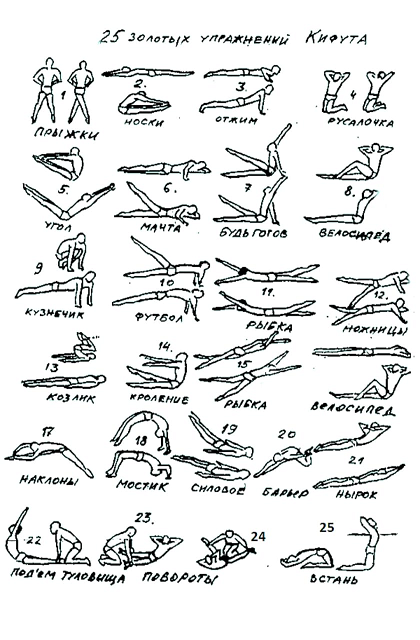 25 золотых упражнений Кифута
1 2. 3. 4
ПРЫЖКИ НОСКИ ОТЖИМ РУСАЛОЧКА
5. 6. 7 8.
УГОЛ МАЧТА БУДЬ ГОТОВ ВЕЛОСИПЕД
9 10 11. 12.
КУЗНЕЧИК ФУТБОЛ РЫБКА НОЖНИЦЫ
13 14. 15
КОЗЛИК КРОЛЕНИЕ РЫБКА ВЕЛОСИПЕД
17 18 19 20 21
НАКЛОНЫ МОСТИК СИЛОВОЕ БАРЬЕР НЫРОК
22 23. 24 25
ПОД'ЕМ ТУЛОВИЩА ПОВОРОТЫ ВСТАНЬ